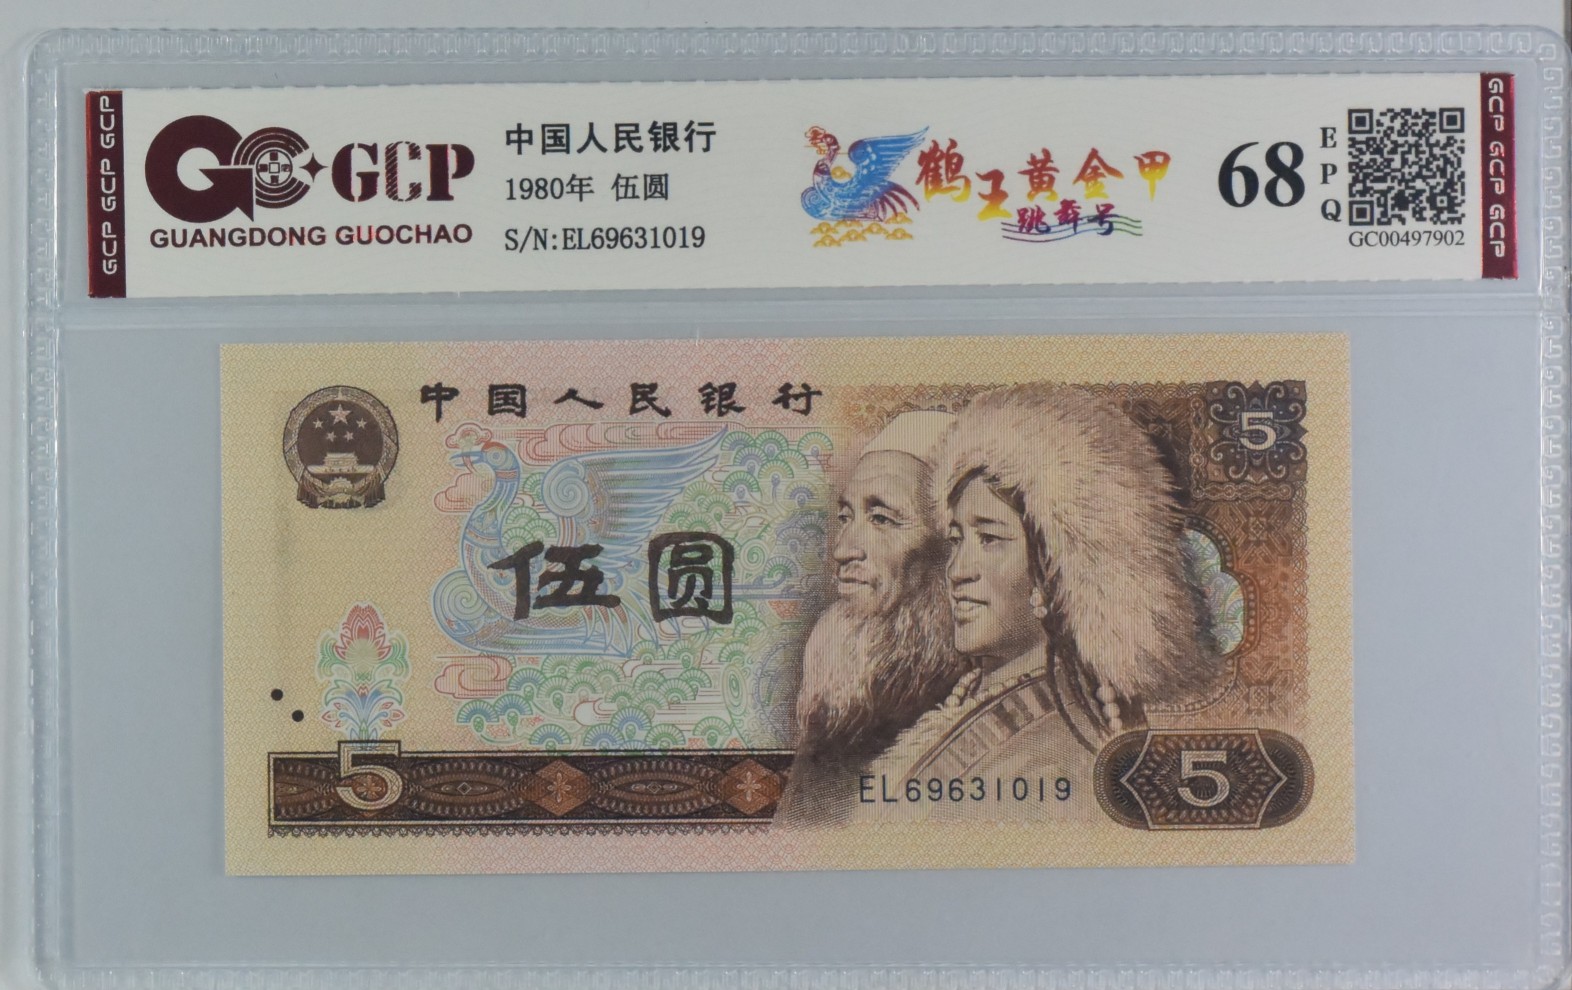 GCP GCP GCP
GCP
GUANGDONG GUOCHAO
中国人民银行
1980年 伍圆
S/N:EL69631019
鹤王黄金甲
跳舞号
68
EPQ
GC00497902
GCP GCP GCP
中国人民银行
5
伍圆
5
EL69631019
5